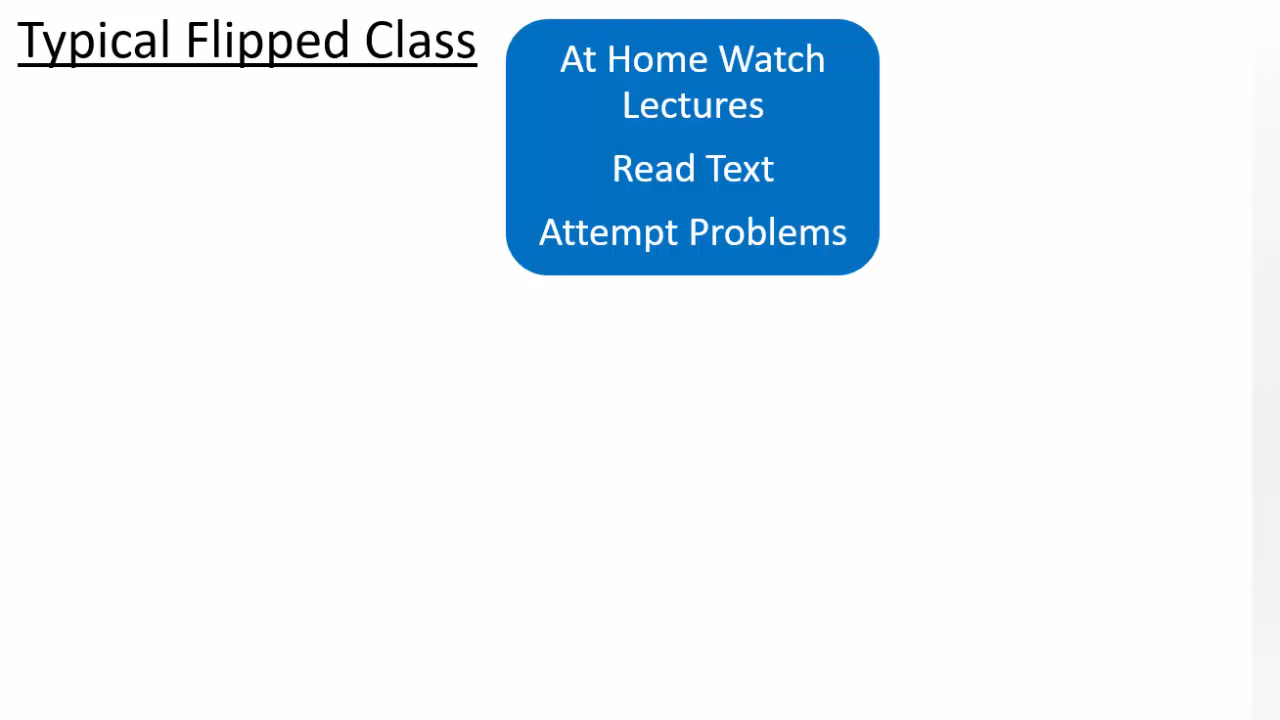 Typical Flipped Class
At Home Watch
Lectures
Read Text
Attempt Problems